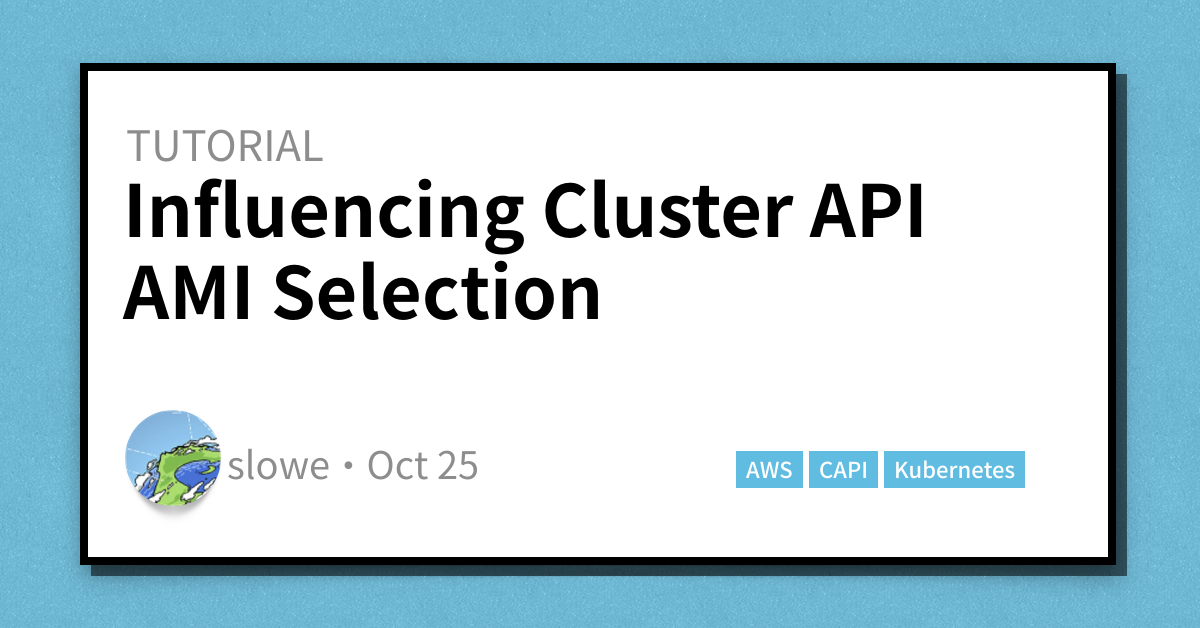 TUTORIAL
Influencing Cluster API
AMI Selection
slowe • Oct 25
AWS CAPI Kubernetes